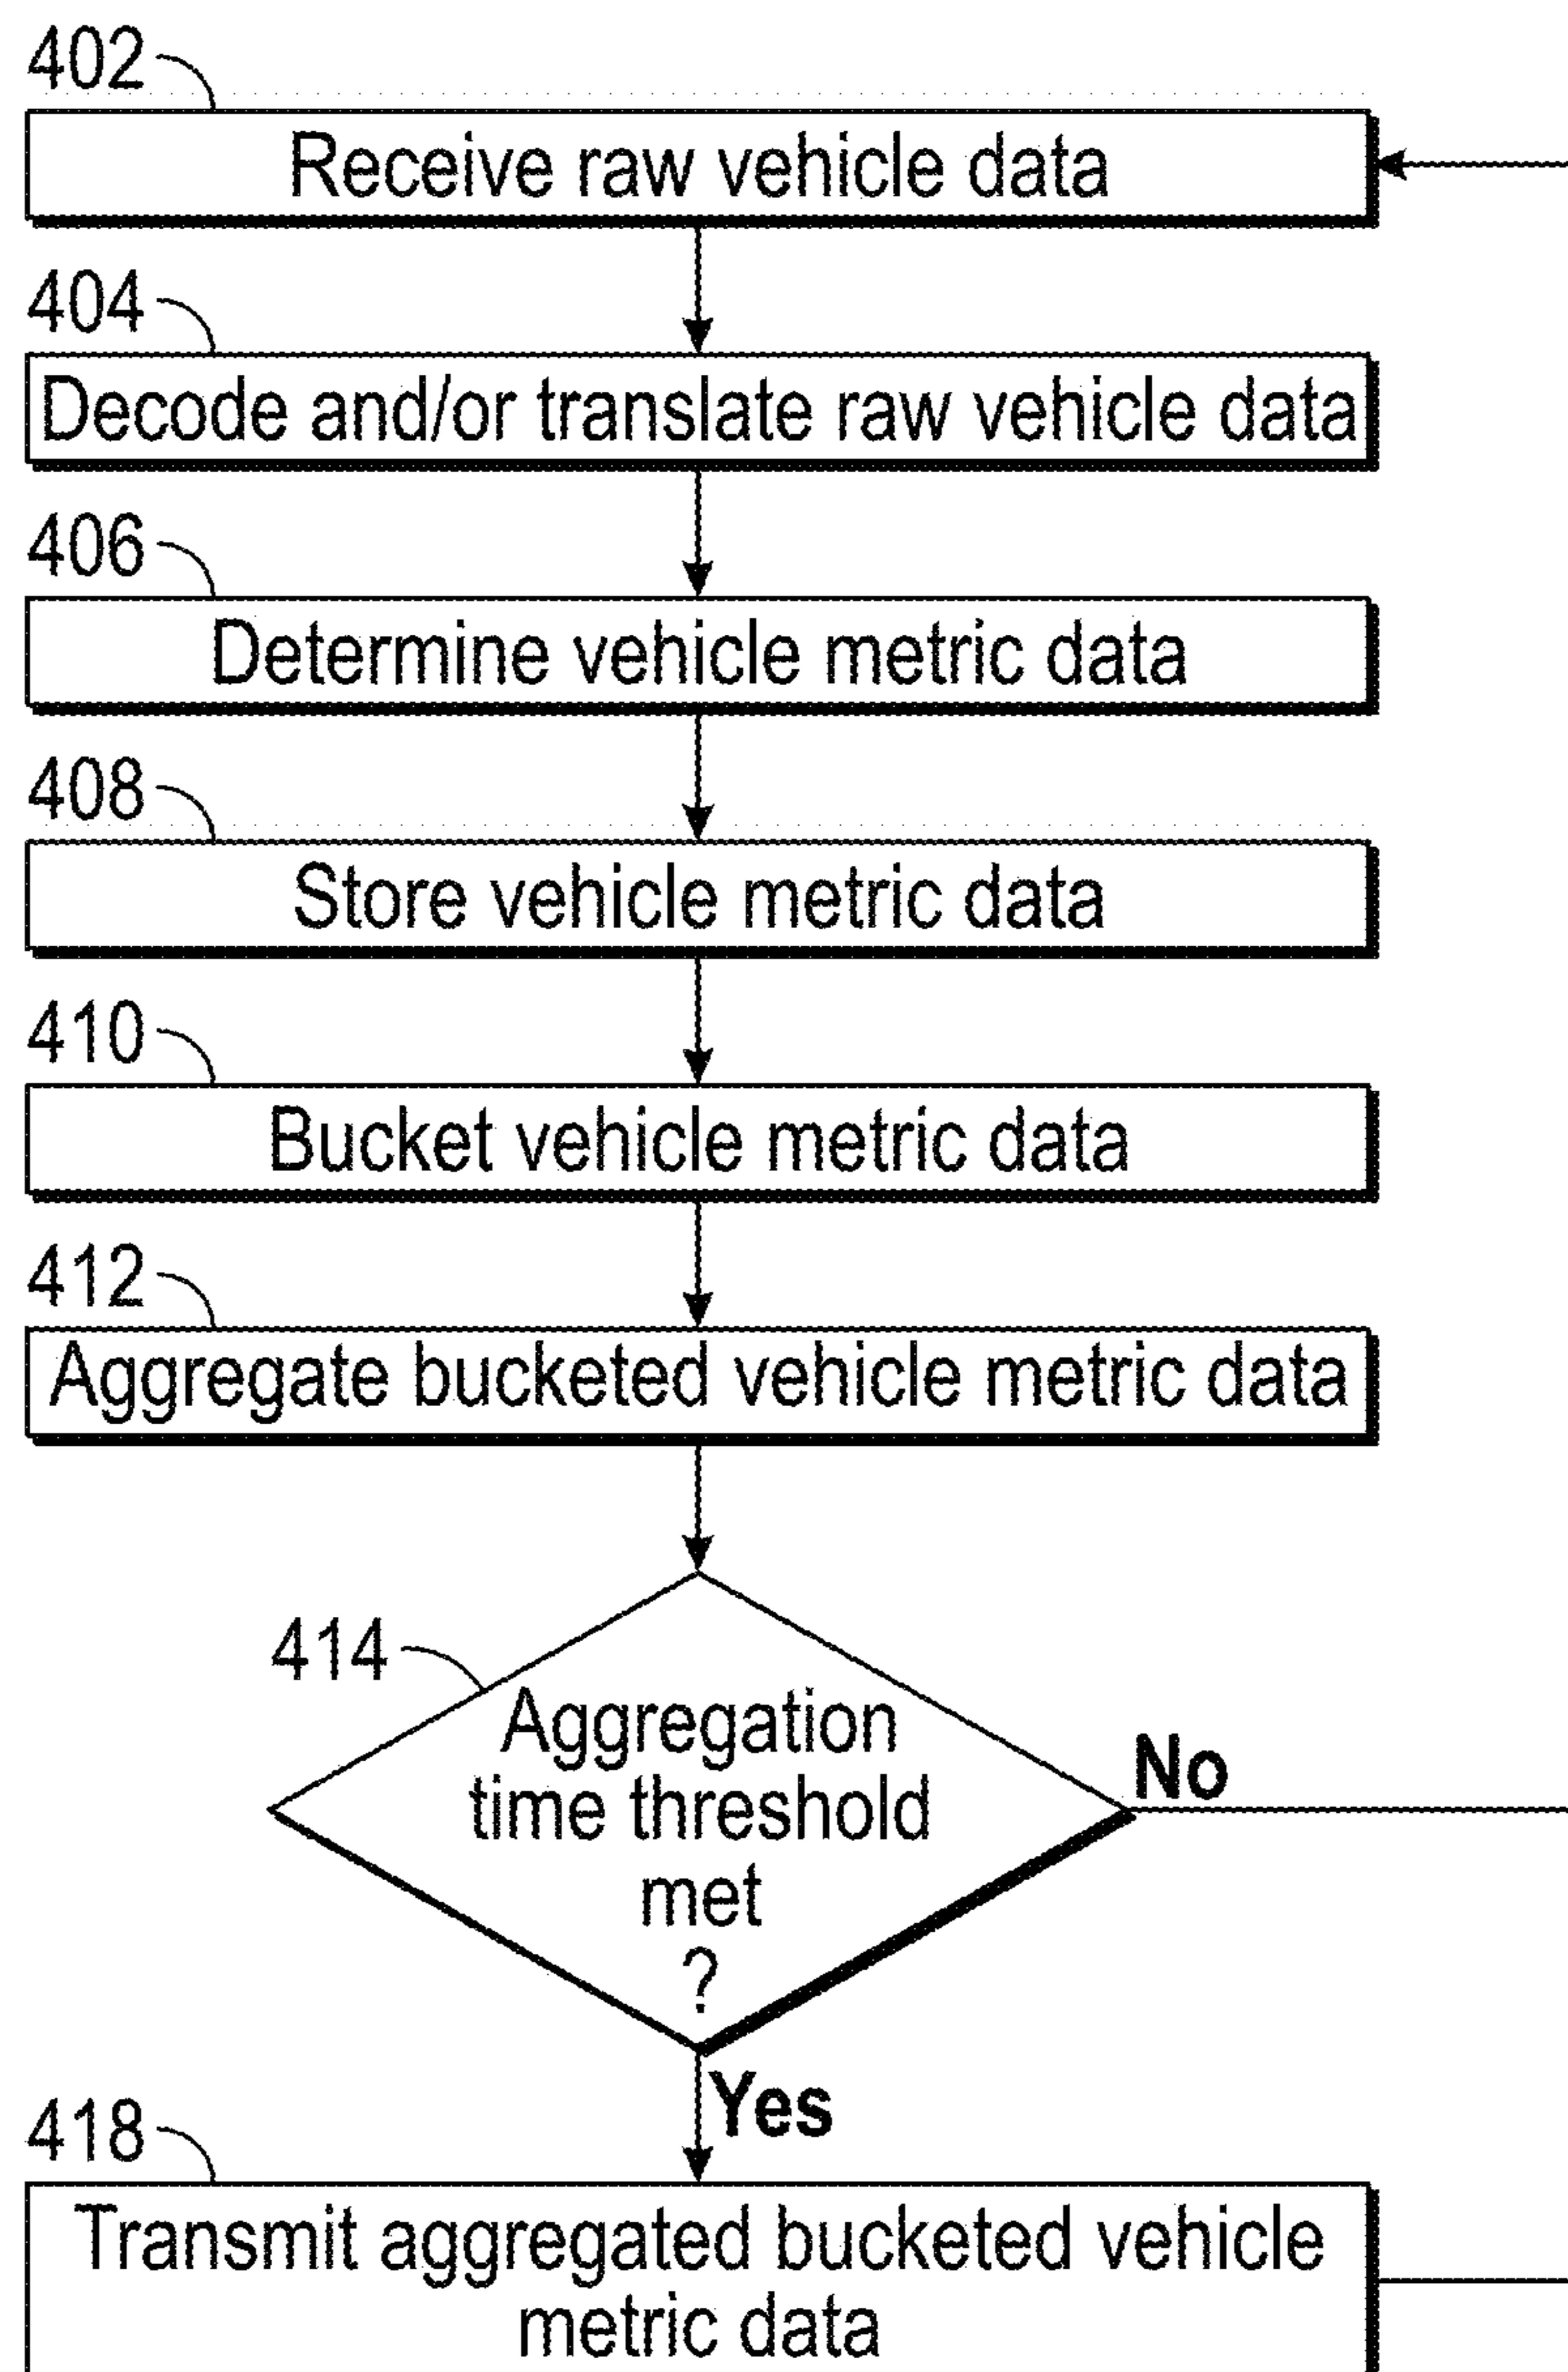 402
Receive raw vehicle data
404
Decode and/or translate raw vehicle data
406
Determine vehicle metric data
408
Store vehicle metric data
410
Bucket vehicle metric data
412
Aggregate bucketed vehicle metric data
414
Aggregation
time threshold
met
?
No
Yes
418
Transmit aggregated bucketed vehicle
metric data